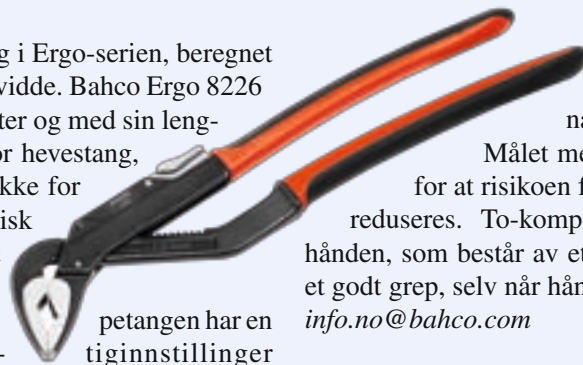 g i Ergo-serien, beregnet
vidde. Bahco Ergo 8226
ter og med sin leng-
or hevestang,
kke for
isk
petangen har en
tiginnstillinger
na
Målet me
for at risikoen f
reduseres. To-komp
hånden, som består av et
et godt grep, selv når hån
info.no@bahco.com